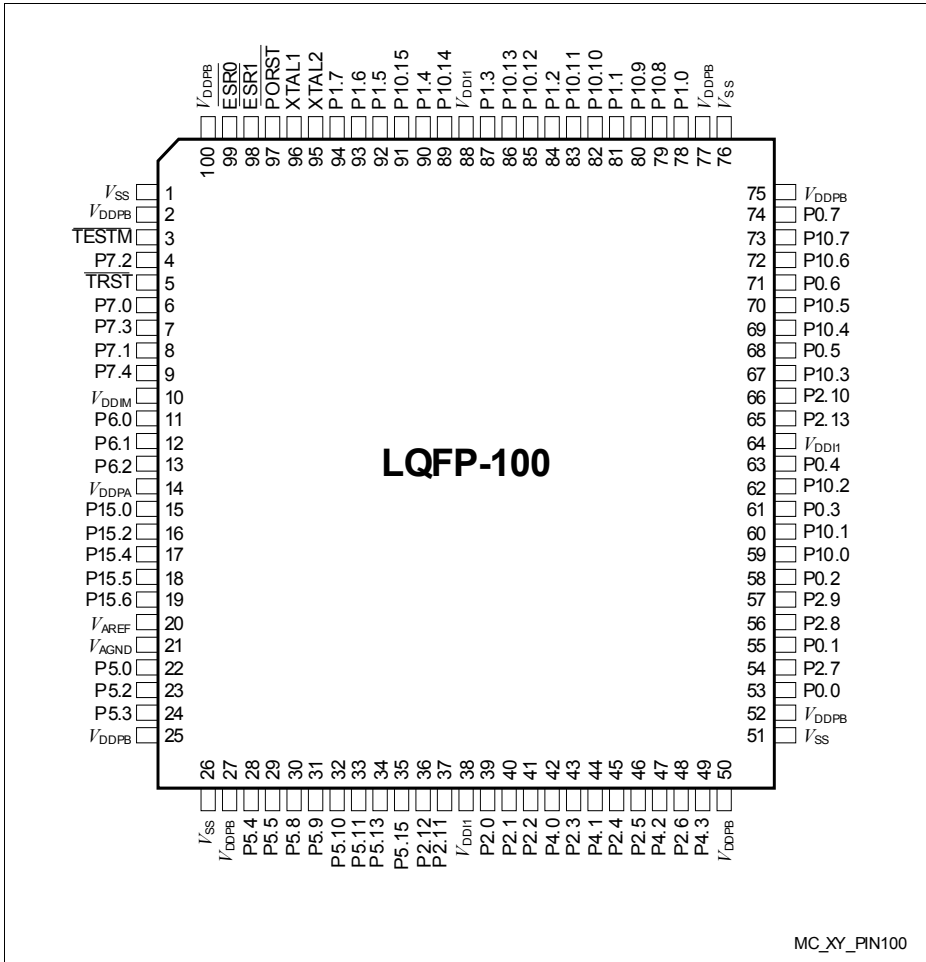 VDDPB
ESR0
ESR1
PORST
XTAL1
XTAL2
P1.7
P1.6
P1.5
P10.15
P1.4
P10.14
VDDI1
P1.3
P10.13
P10.12
P1.2
P10.11
P10.10
P1.1
P10.9
P10.8
P1.0
VDDPB
VSS
100 99 98 97 96 95 94 93 92 91 90 89 88 87 86 85 84 83 82 81 80 79 78 77 76
VSS 1
VDDPB 2
TESTM 3
P7.2 4
TRST 5
P7.0 6
P7.3 7
P7.1 8
P7.4 9
VDDIM 10
P6.0 11
P6.1 12
P6.2 13
VDDPA 14
P15.0 15
P15.2 16
P15.4 17
P15.5 18
P15.6 19
VAREF 20
VAGND 21
P5.0 22
P5.2 23
P5.3 24
VDDPB 25
LQFP-100
75 VDDPB
74 P0.7
73 P10.7
72 P10.6
71 P0.6
70 P10.5
69 P10.4
68 P0.5
67 P10.3
66 P2.10
65 P2.13
64 VDDI1
63 P0.4
62 P10.2
61 P0.3
60 P10.1
59 P10.0
58 P0.2
57 P2.9
56 P2.8
55 P0.1
54 P2.7
53 P0.0
52 VDDPB
51 VSS
26 27 28 29 30 31 32 33 34 35 36 37 38 39 40 41 42 43 44 45 46 47 48 49 50
VSS
VDDPB
P5.4
P5.5
P5.8
P5.9
P5.10
P5.11
P5.13
P5.15
P2.12
P2.11
VDDI1
P2.0
P2.1
P2.2
P4.0
P2.3
P4.1
P2.4
P2.5
P4.2
P2.6
P4.3
VDDPB
MC_XY_PIN100